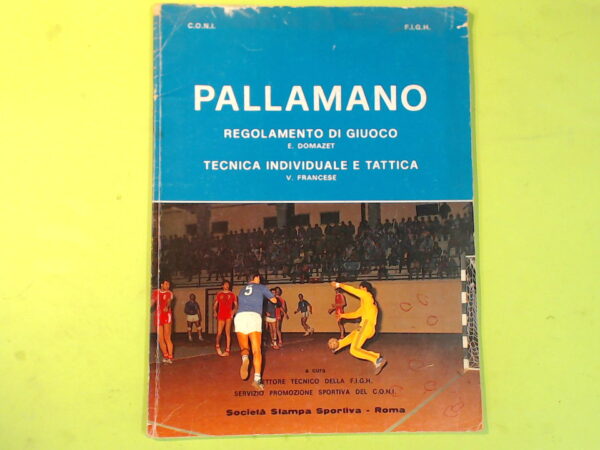 C.O.N.I. F.I.G.H.
PALLAMANO
REGOLAMENTO DI GIUOCO
E. DOMAZET
TECNICA INDIVIDUALE E TATTICA
V. FRANCESE
5
a cura
SETTORE TECNICO DELLA F.I.G.H.
SERVIZIO PROMOZIONE SPORTIVA DEL C.O.N.I.
Società Stampa Sportiva - Roma